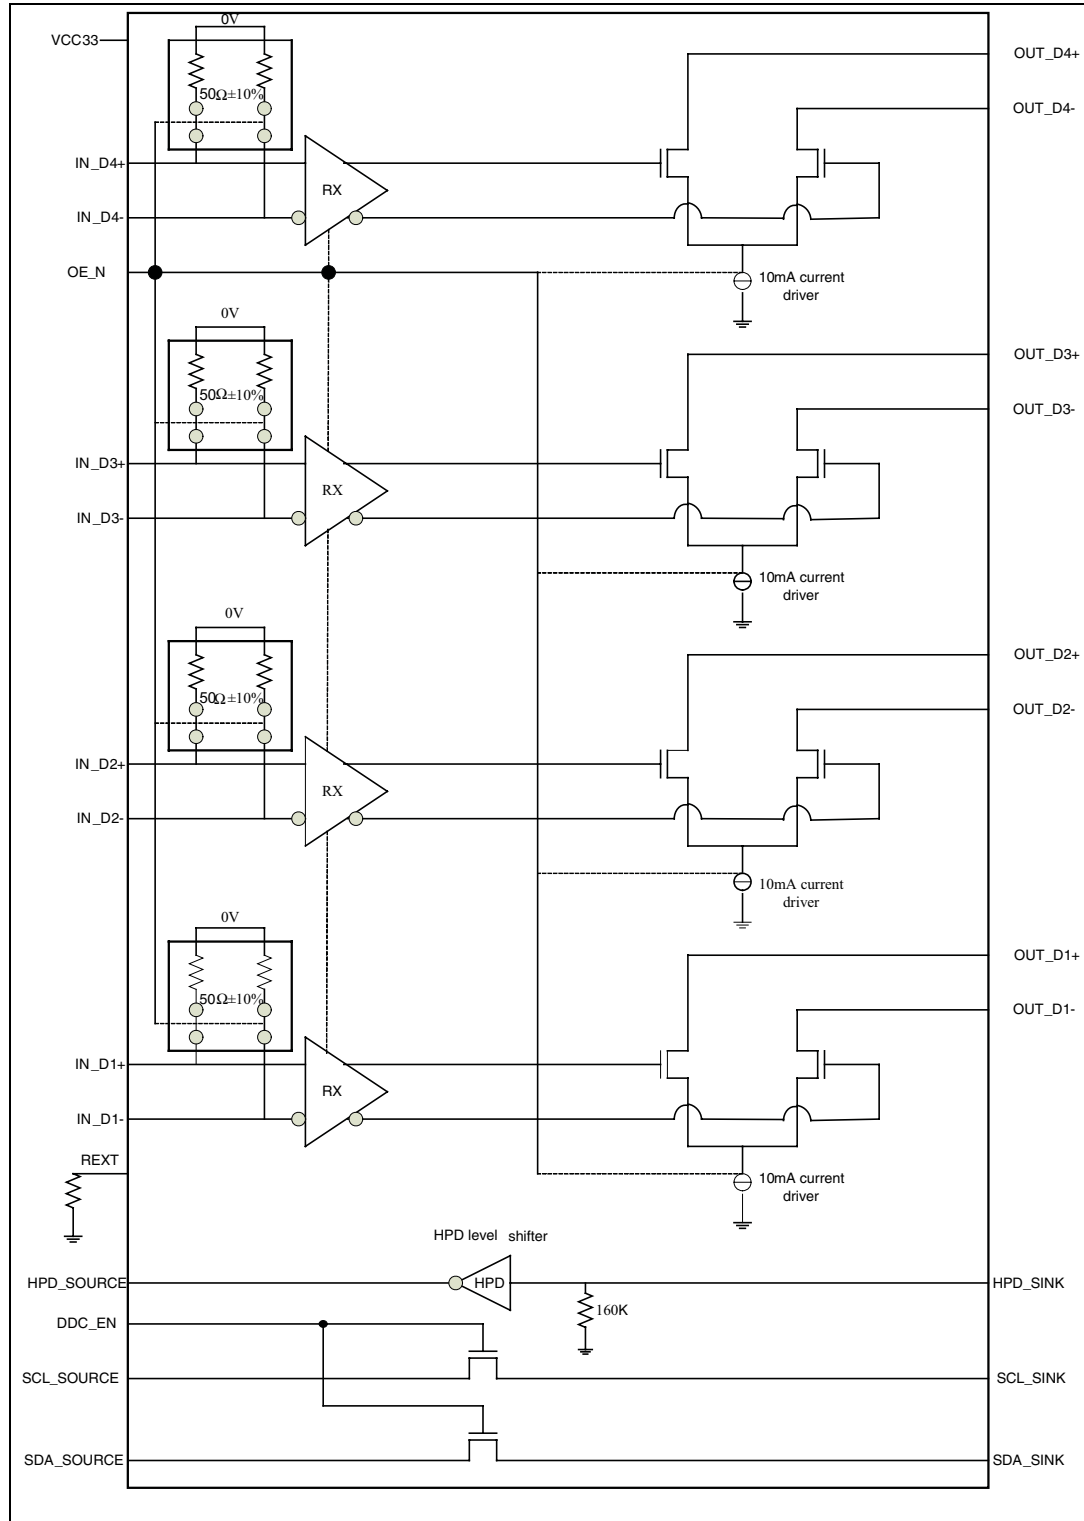 0V
VCC33
OUT_D4+
50Ω±10%
OUT_D4-
IN_D4+
RX
IN_D4-
OE_N
10mA current
driver
0V
OUT_D3+
50Ω±10%
OUT_D3-
IN_D3+
RX
IN_D3-
10mA current
driver
0V
OUT_D2+
50Ω±10%
OUT_D2-
IN_D2+
RX
IN_D2-
10mA current
driver
0V
OUT_D1+
50Ω±10%
OUT_D1-
IN_D1+
RX
IN_D1-
REXT
10mA current
driver
HPD level shifter
HPD_SOURCE
HPD
HPD_SINK
160K
DDC_EN
SCL_SOURCE
SCL_SINK
SDA_SOURCE
SDA_SINK